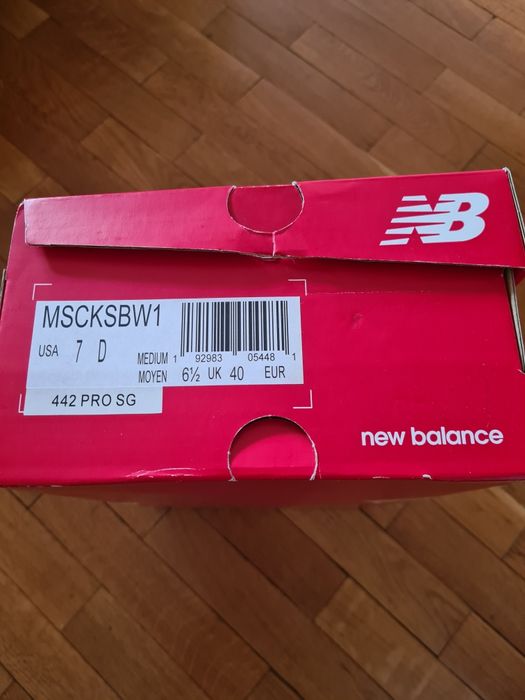 NB
MSCKSBW1
USA 7 D MEDIUM 1 92983 05448 1
MOYEN 6½ UK 40 EUR
442 PRO SG
new balance